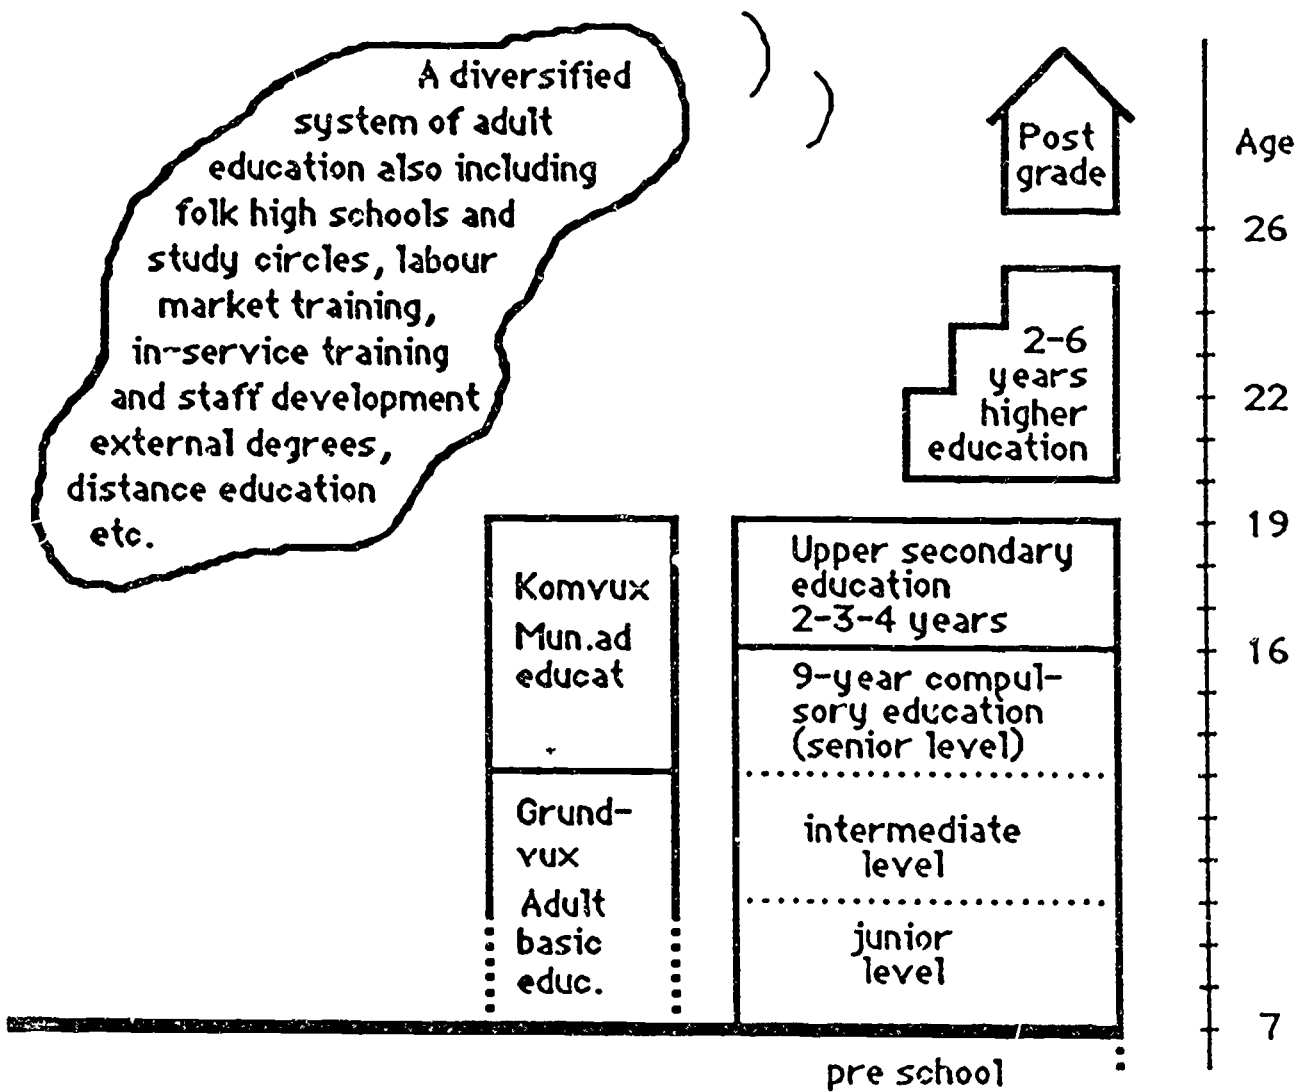 A diversified
system of adult
education also including
folk high schools and
study circles, labour
market training,
in-service training
and staff development
external degrees,
distance education
etc.
Post
grade
Age
26
2-6
years
higher
education
22
19
Komvux
Mun.ad
educat
Upper secondary
education
2-3-4 years
16
9-year compul-
sory education
(senior level)
Grund-
vux
Adult
basic
educ.
intermediate
level
junior
level
7
pre school